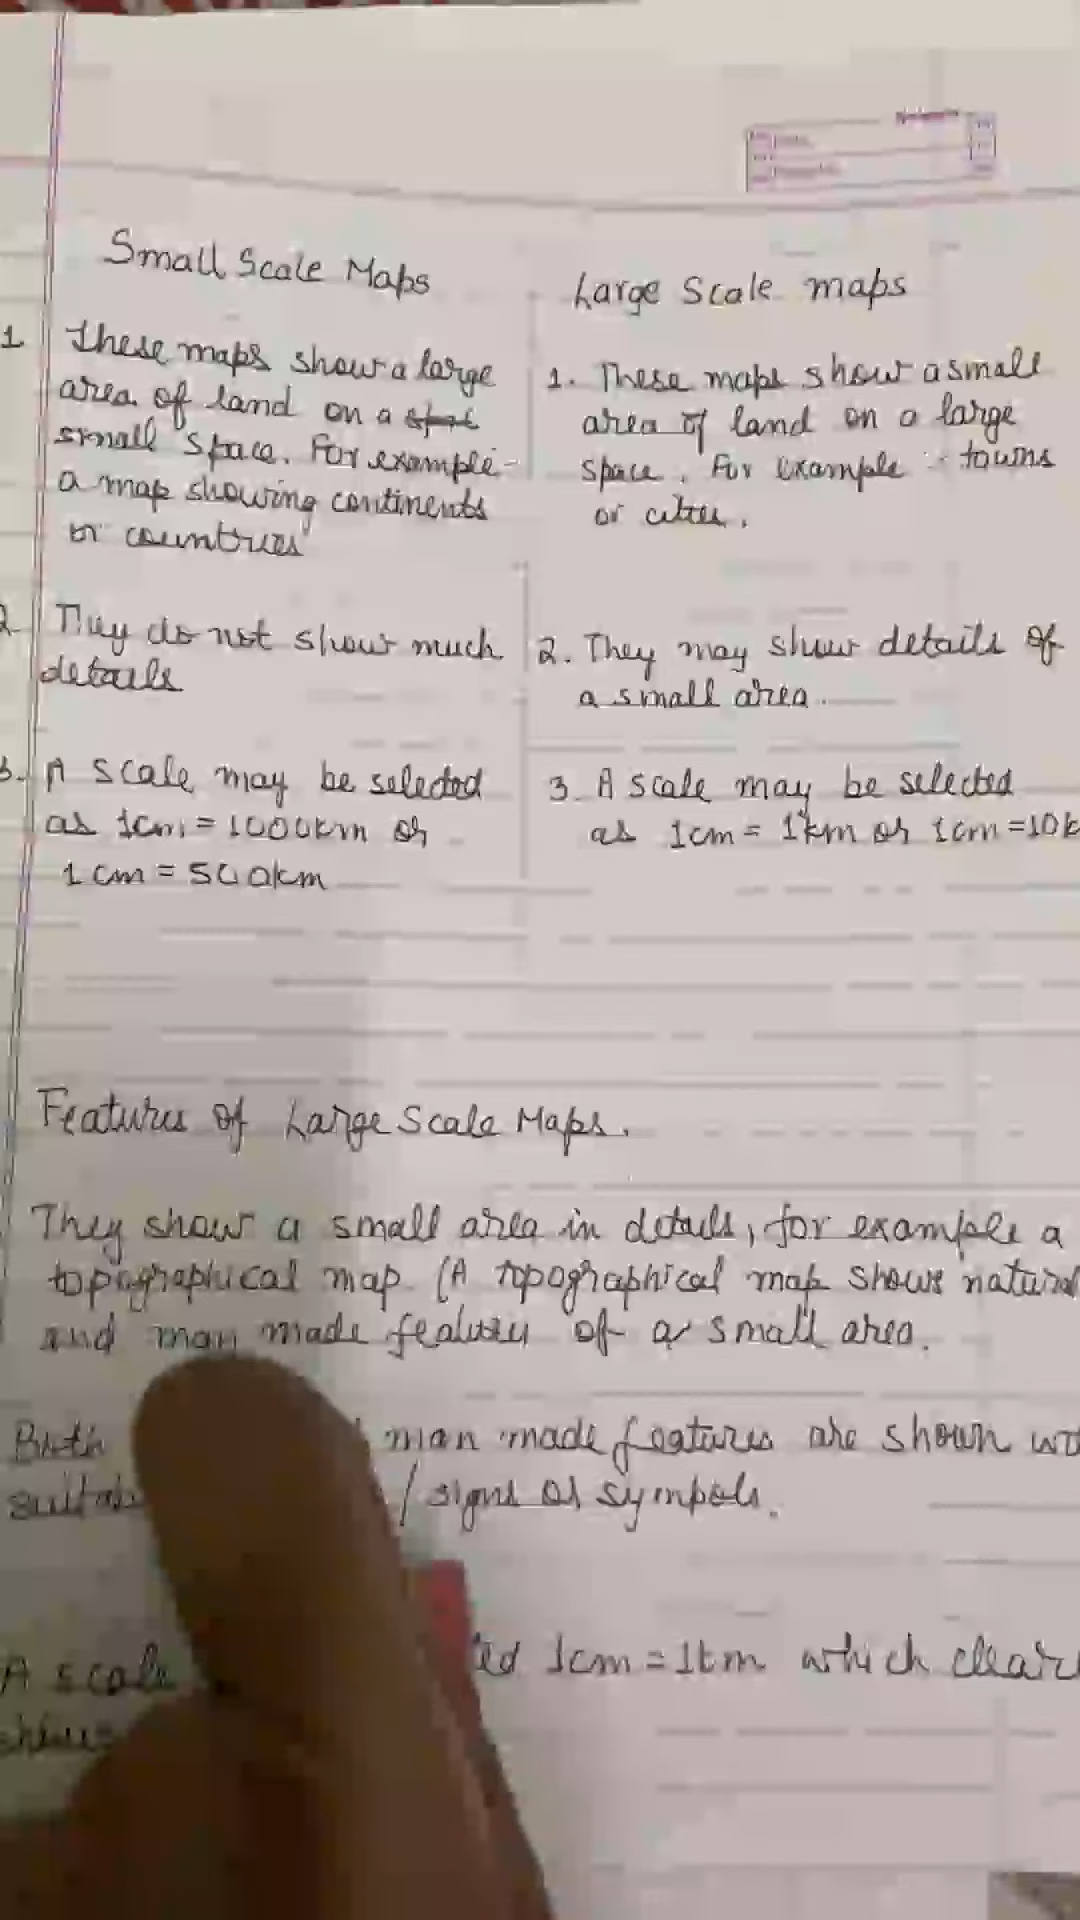 Small Scale Maps
1 These maps show a large
area of land on a
small space. For example -
a map showing continents
or countries
2 They do not show much
details
3. A scale may be selected
as 1cm = 1000km or
1 cm = 500km
Large Scale maps
1. These maps show a small
area of land on a large
space. For example - towns
or cities.
2. They may show details of
a small area.
3. A scale may be selected
as 1cm = 1km or 1cm = 10k
Features of Large Scale Maps.
They show a small area in details, for example a
topographical map (A topographical map shows natural
and man made features of a small area.
Both man made features are shown
/ signs or symbols.
A scale 1cm = 1km which